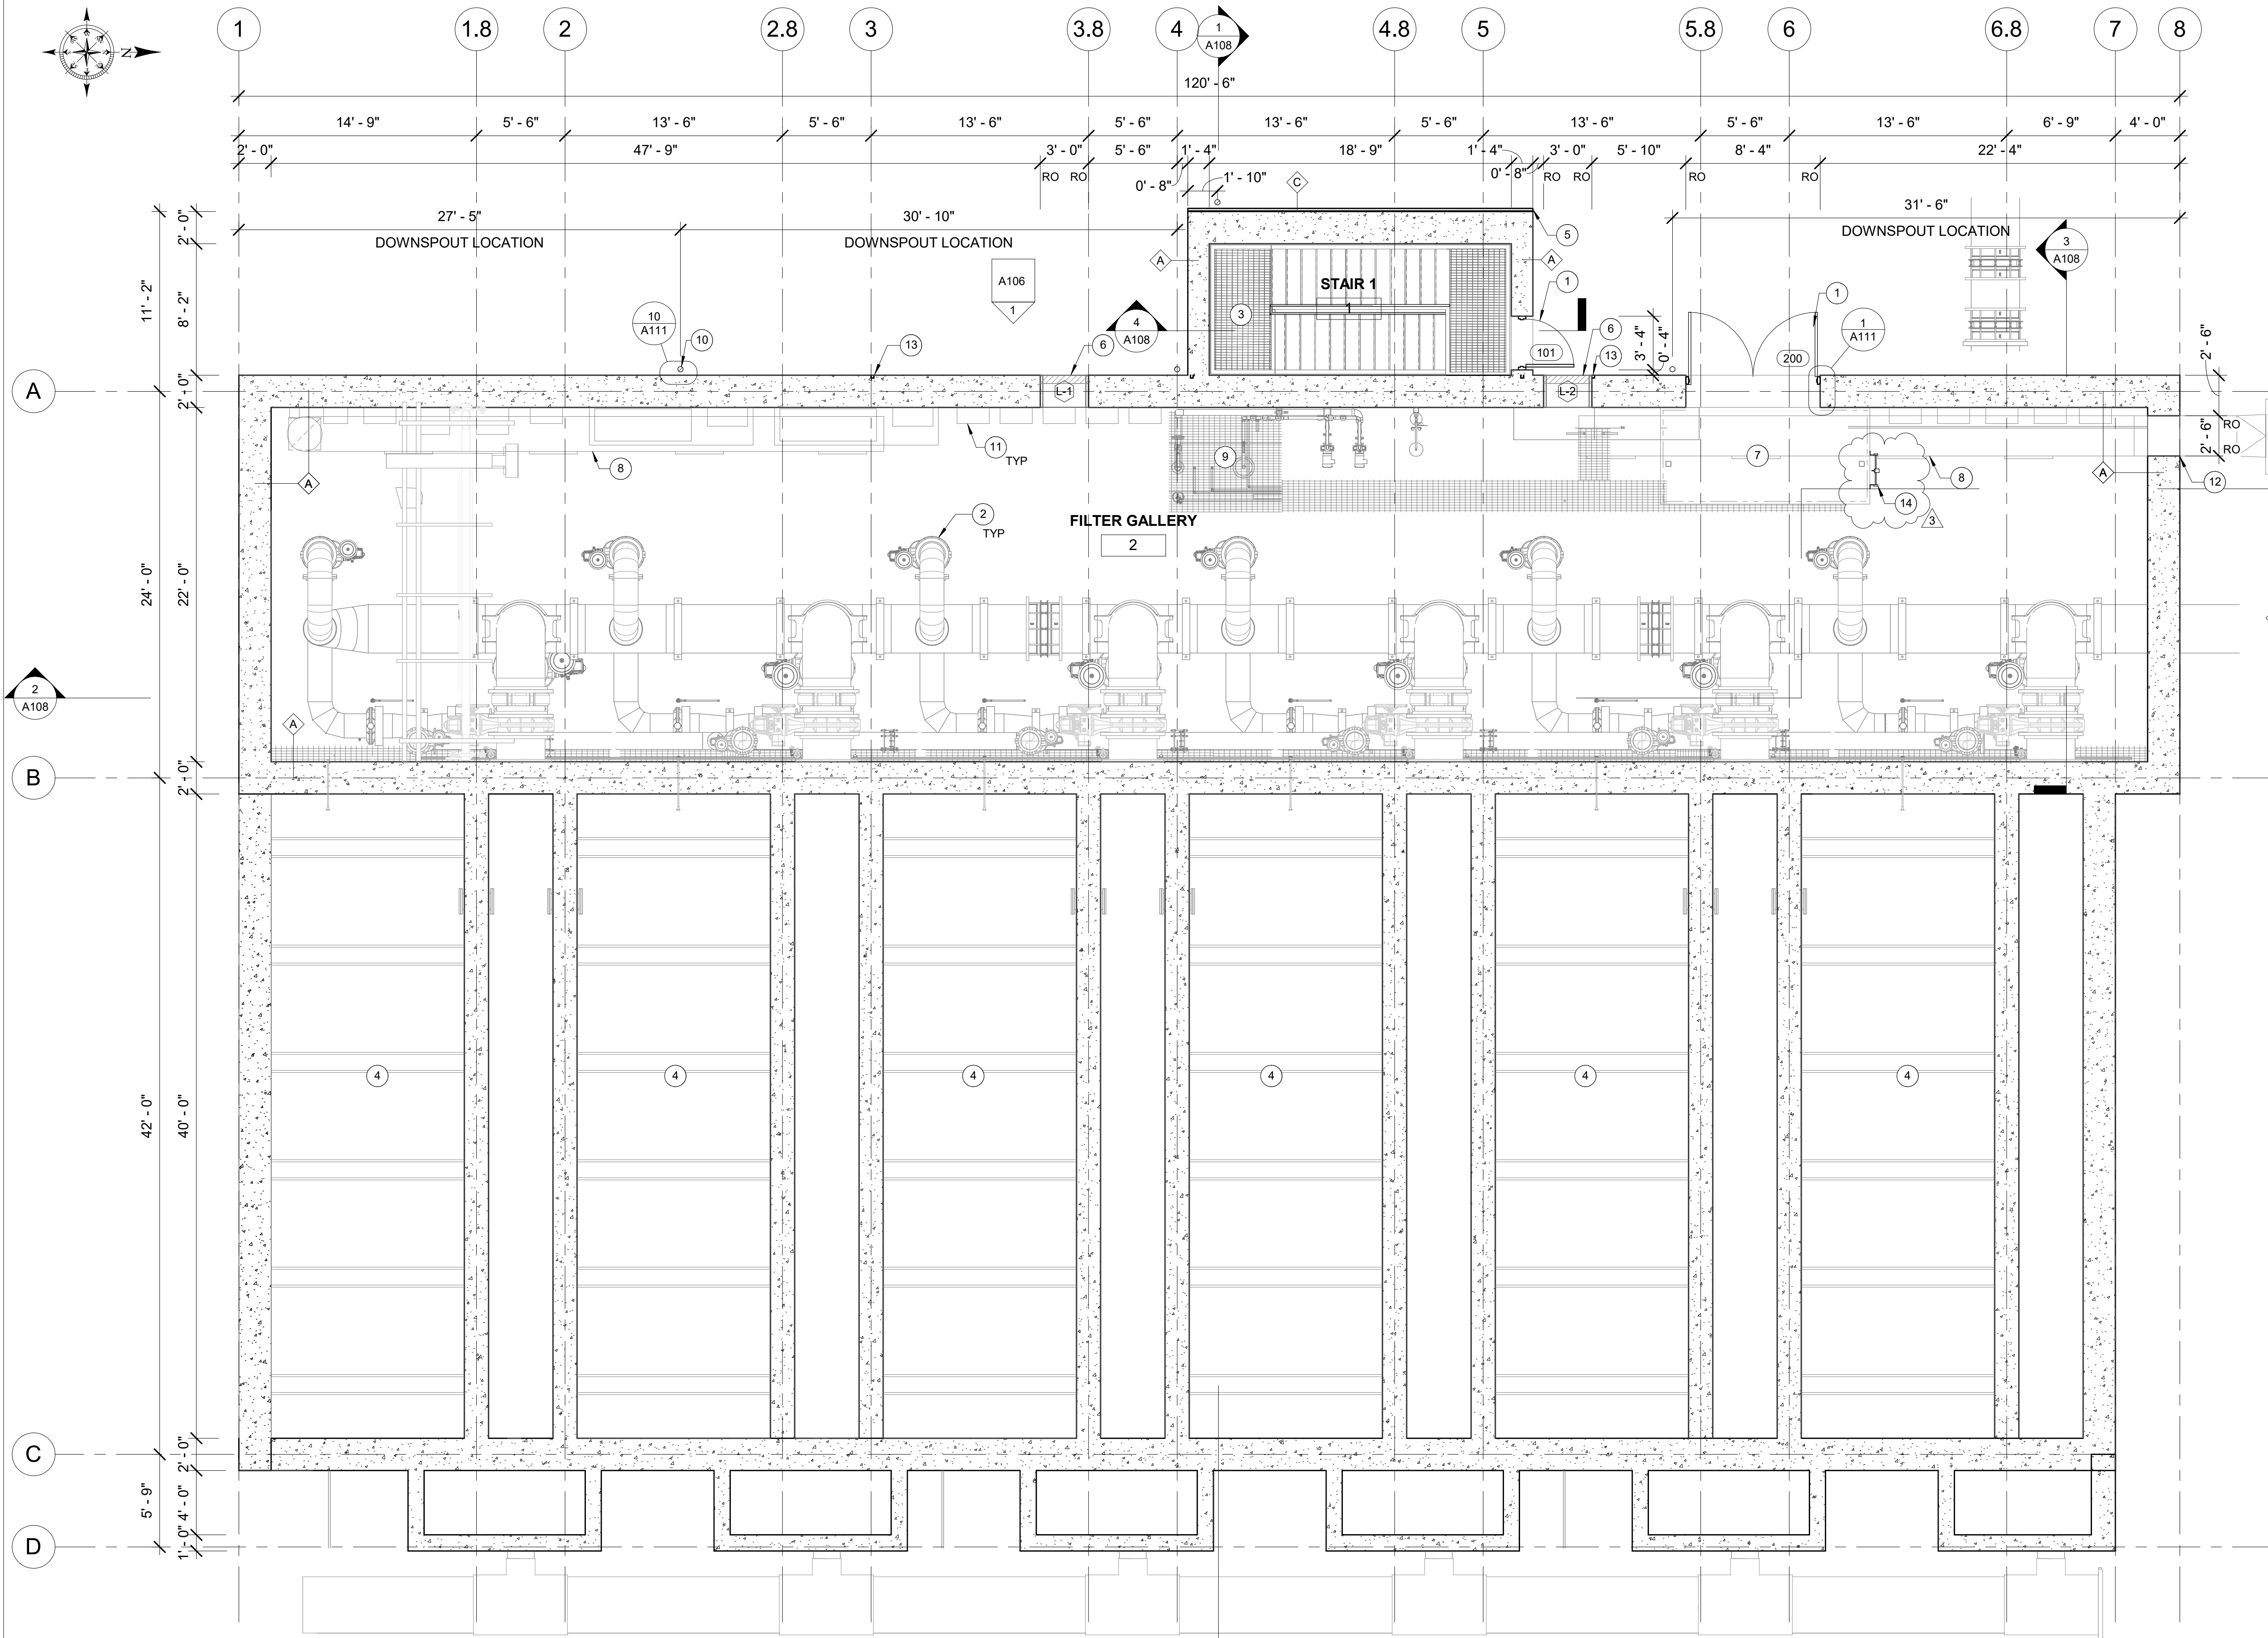 1
1.8
2
2.8
3
3.8
4
1
A108
4.8
5
5.8
6
6.8
7
8
N
120' - 6"
14' - 9"
5' - 6"
13' - 6"
5' - 6"
13' - 6"
5' - 6"
13' - 6"
5' - 6"
13' - 6"
5' - 6"
13' - 6"
6' - 9"
4' - 0"
2' - 0"
47' - 9"
3' - 0"
5' - 6"
1' - 4"
18' - 9"
1' - 4"
3' - 0"
5' - 10"
8' - 4"
22' - 4"
RO
RO
0' - 8"
1' - 10"
C
0' - 8"
RO
RO
RO
RO
27' - 5"
30' - 10"
31' - 6"
DOWNSPOUT LOCATION
DOWNSPOUT LOCATION
DOWNSPOUT LOCATION
2' - 0"
11' - 2"
8' - 2"
5
3
A108
A
A
A106
1
STAIR 1
1
1
1
3
10
A111
10
13
4
A108
6
6
13
101
3' - 4"
0' - 4"
200
1
A111
2' - 6"
A
2' - 0"
L-1
L-2
11
TYP
8
9
7
8
2' - 6"
RO
RO
A
A
12
14
3
2
TYP
FILTER GALLERY
2
24' - 0"
22' - 0"
2
A108
A
B
2' - 0"
42' - 0"
40' - 0"
4
4
4
4
4
4
C
2' - 0"
5' - 9"
4' - 0"
D
1' - 0"